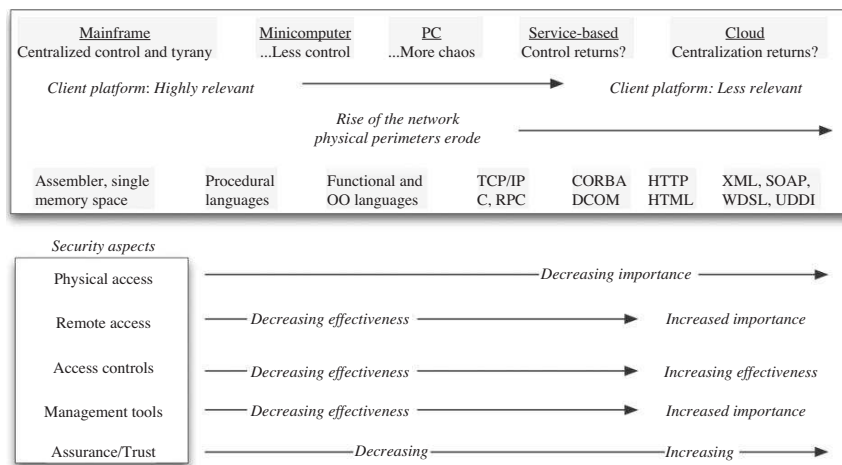 Mainframe Minicomputer PC Service-based Cloud
Centralized control and tyranny ...Less control ...More chaos Control returns? Centralization returns?
Client platform: Highly relevant Client platform: Less relevant
Rise of the network
physical perimeters erode
Assembler, single Procedural Functional and TCP/IP CORBA HTTP XML, SOAP,
memory space languages OO languages C, RPC DCOM HTML WDSL, UDDI
Security aspects
Physical access Decreasing importance
Remote access Decreasing effectiveness Increased importance
Access controls Decreasing effectiveness Increasing effectiveness
Management tools Decreasing effectiveness Increased importance
Assurance/Trust Decreasing Increasing